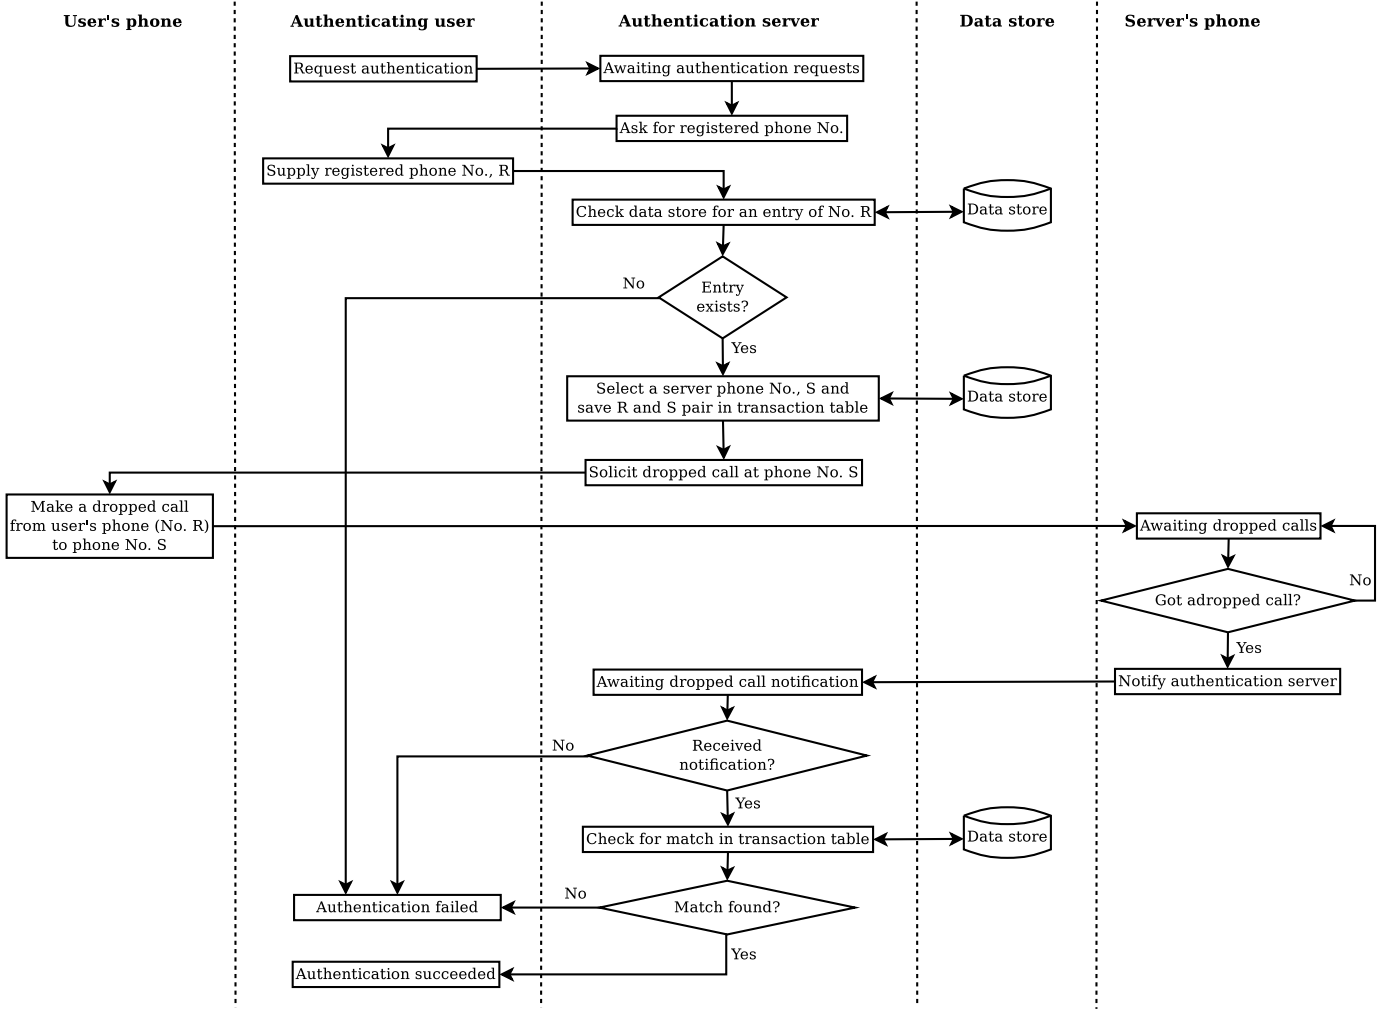 User's phone
Authenticating user
Authentication server
Data store
Server's phone
Request authentication
Awaiting authentication requests
Ask for registered phone No.
Supply registered phone No., R
Check data store for an entry of No. R
Data store
No
Entry
exists?
Yes
Select a server phone No., S and
save R and S pair in transaction table
Data store
Solicit dropped call at phone No. S
Make a dropped call
from user's phone (No. R)
to phone No. S
Awaiting dropped calls
No
Got adropped call?
Yes
Awaiting dropped call notification
Notify authentication server
No
Received
notification?
Yes
Check for match in transaction table
Data store
No
Authentication failed
Match found?
Yes
Authentication succeeded